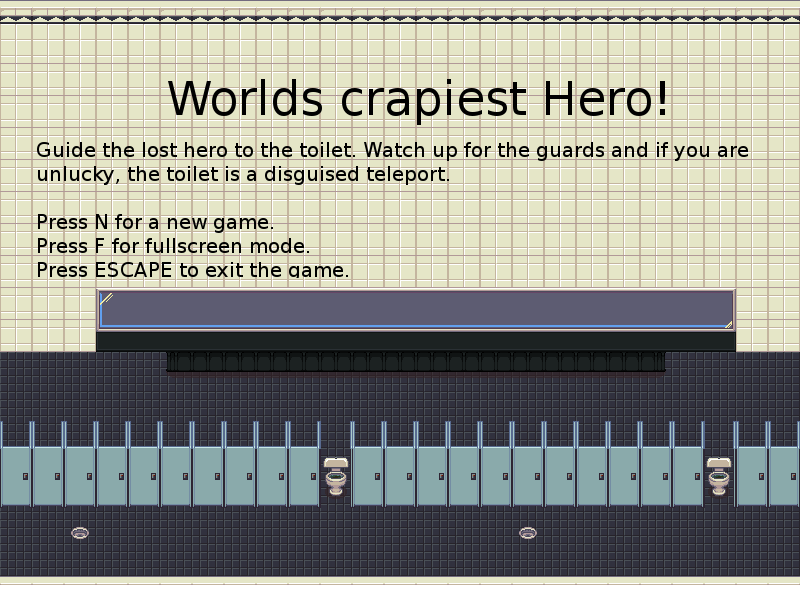 Worlds crapiest Hero!
Guide the lost hero to the toilet. Watch up for the guards and if you are
unlucky, the toilet is a disguised teleport.
Press N for a new game.
Press F for fullscreen mode.
Press ESCAPE to exit the game.